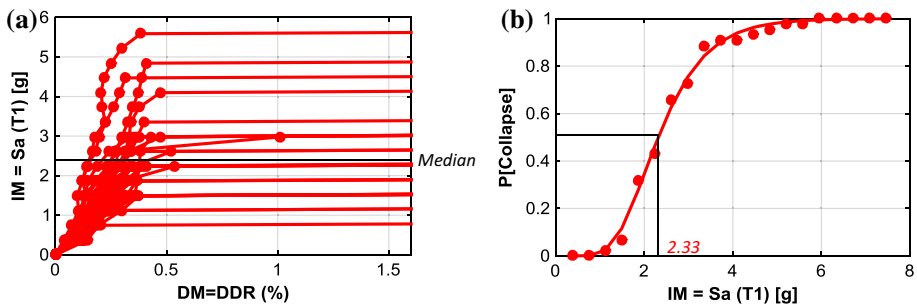 (a)
IM = Sa (T1) [g]
6
5
4
3
2
1
0
Median
0 0.5 1 1.5
DM=DDR (%)
(b)
P[Collapse]
1
0.8
0.6
0.4
0.2
0
2.33
0 2 4 6 8
IM = Sa (T1) [g]